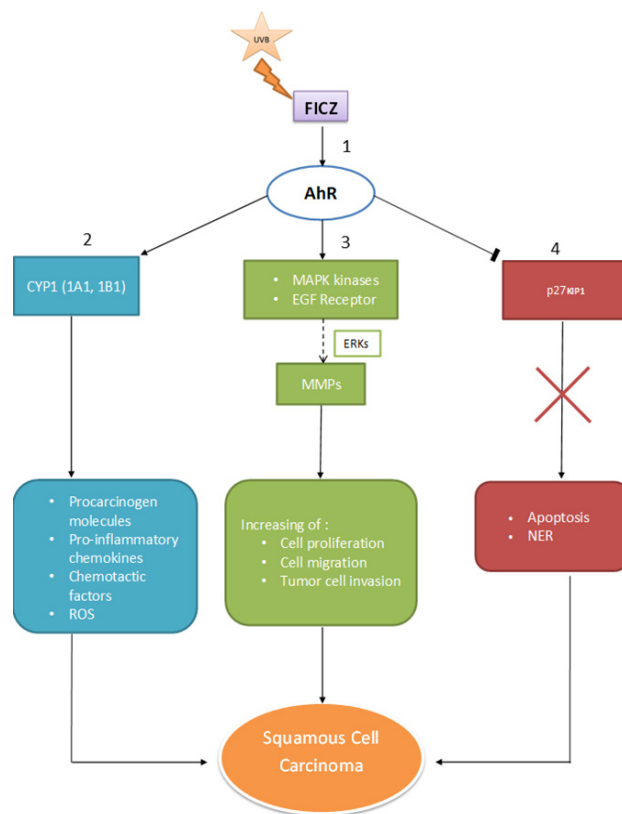 UVB
FICZ
1
AhR
2
3
4
CYP1 (1A1, 1B1)
• MAPK kinases
• EGF Receptor
p27KIP1
ERKs
MMPs
• Procarcinogen
molecules
• Pro-inflammatory
chemokines
• Chemotactic
factors
• ROS
Increasing of :
• Cell proliferation
• Cell migration
• Tumor cell invasion
• Apoptosis
• NER
Squamous Cell
Carcinoma